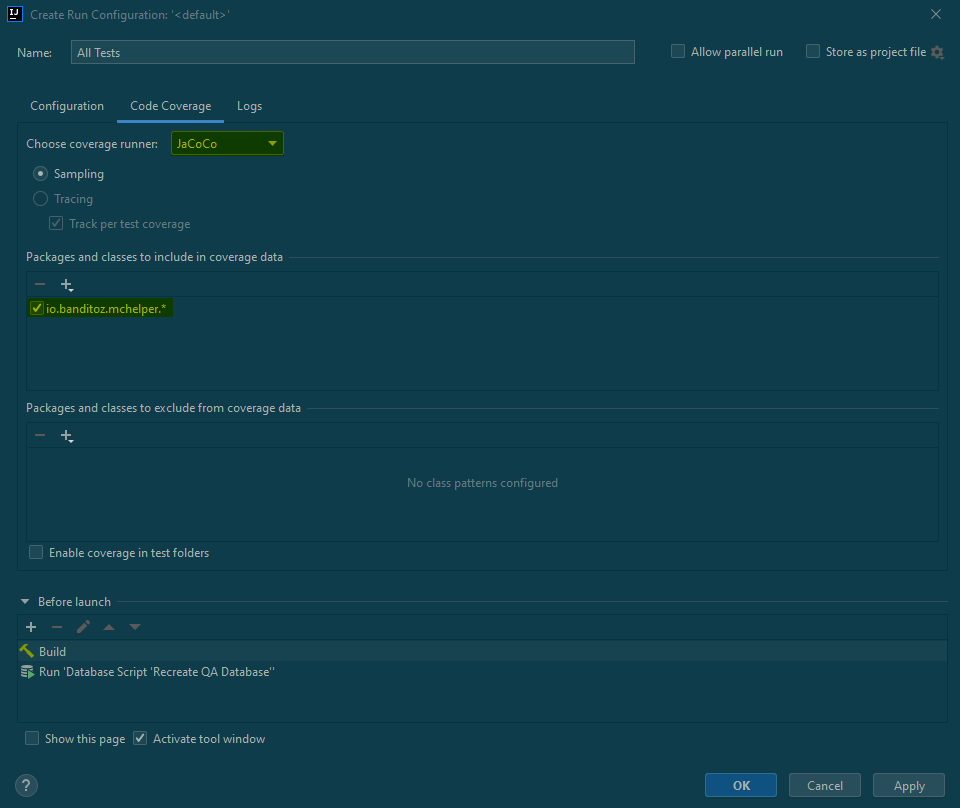 IJ
Create Run Configuration: '<default>'
Name: All Tests Allow parallel run Store as project file
Configuration Code Coverage Logs
Choose coverage runner: JaCoCo
Sampling
Tracing
Track per test coverage
Packages and classes to include in coverage data
io.banditoz.mchelper.*
Packages and classes to exclude from coverage data
No class patterns configured
Enable coverage in test folders
Before launch
Build
Run 'Database Script 'Recreate QA Database''
Show this page Activate tool window
? OK Cancel Apply